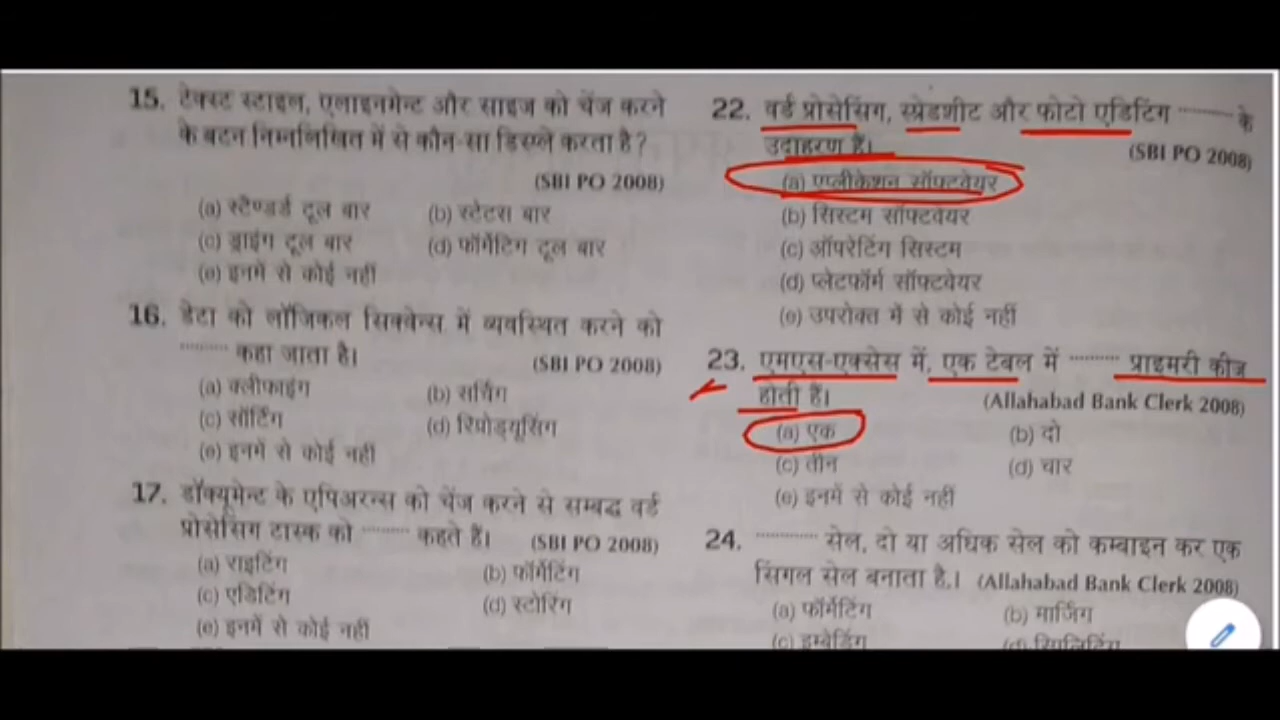 15. टेक्स्ट स्टाइल, एलाइनमेन्ट और साइज को चेंज करने
के बटन निम्नलिखित में से कौन-सा डिस्प्ले करता है?
(SBI PO 2008)
(a) स्टैण्डर्ड टूल बार (b) स्टेटस बार
(c) ड्राइंग टूल बार (d) फॉर्मेटिंग टूल बार
(e) इनमें से कोई नहीं
16. डेटा को लॉजिकल सिक्वेन्स में व्यवस्थित करने को
......... कहा जाता है। (SBI PO 2008)
(a) क्लीफाइंग (b) सर्चिंग
(c) सॉर्टिंग (d) रिप्रोड्यूसिंग
(e) इनमें से कोई नहीं
17. डॉक्यूमेन्ट के एपिअरन्स को चेंज करने से सम्बद्ध वर्ड
प्रोसेसिंग टास्क को ......... कहते हैं। (SBI PO 2008)
(a) राइटिंग (b) फॉर्मेटिंग
(c) एडिटिंग (d) स्टोरिंग
(e) इनमें से कोई नहीं
22. वर्ड प्रोसेसिंग, स्प्रेडशीट और फोटो एडिटिंग ......... के
उदाहरण हैं। (SBI PO 2008)
(a) एप्लीकेशन सॉफ्टवेयर
(b) सिस्टम सॉफ्टवेयर
(c) ऑपरेटिंग सिस्टम
(d) प्लेटफॉर्म सॉफ्टवेयर
(e) उपरोक्त में से कोई नहीं
23. एमएस-एक्सेस में, एक टेबल में ......... प्राइमरी कीज
होती हैं। (Allahabad Bank Clerk 2008)
(a) एक (b) दो
(c) तीन (d) चार
(e) इनमें से कोई नहीं
24. ............ सेल, दो या अधिक सेल को कम्बाइन कर एक
सिंगल सेल बनाता है.। (Allahabad Bank Clerk 2008)
(a) फॉर्मेटिंग (b) मार्जिंग
(c) इम्बेडिंग (d) स्प्लिटिंग